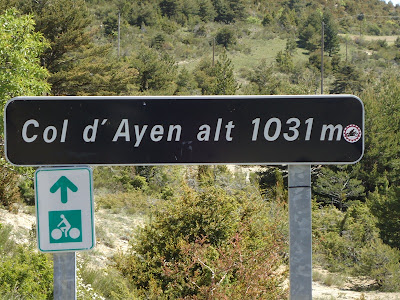 Col d'Ayen alt 1031 m